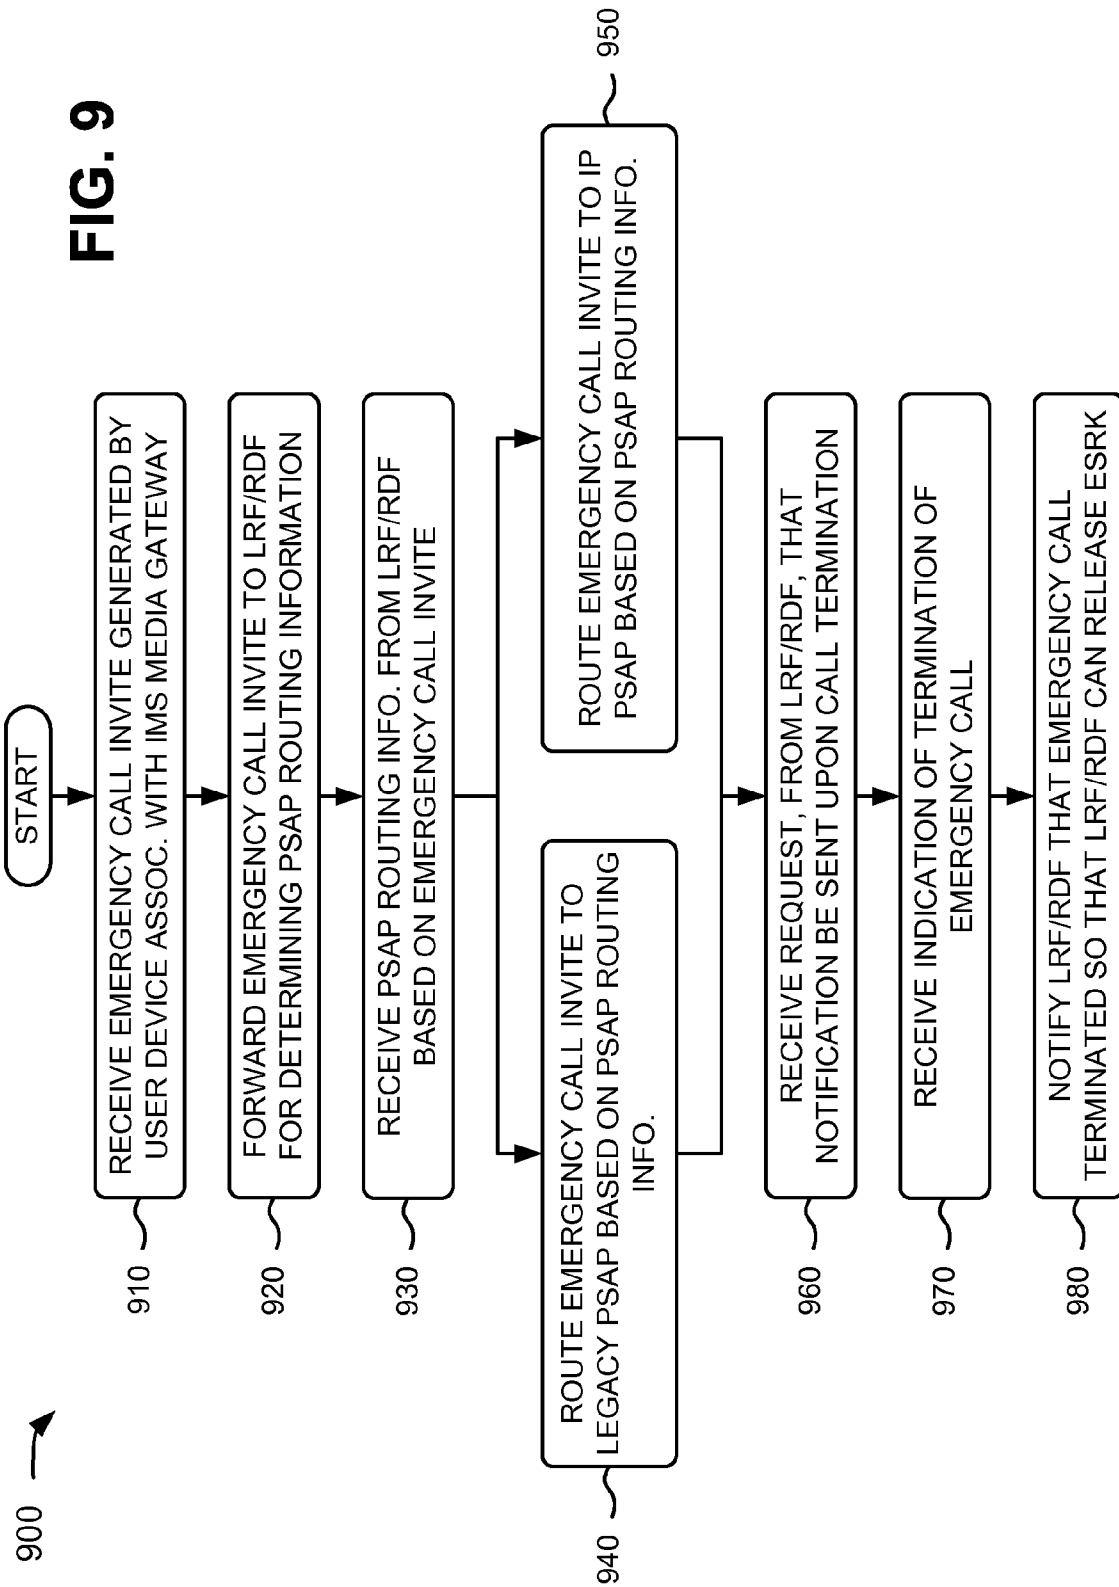 FIG. 9
900
START
910
RECEIVE EMERGENCY CALL INVITE GENERATED BY
USER DEVICE ASSOC. WITH IMS MEDIA GATEWAY
920
FORWARD EMERGENCY CALL INVITE TO LRF/RDF
FOR DETERMINING PSAP ROUTING INFORMATION
930
RECEIVE PSAP ROUTING INFO. FROM LRF/RDF
BASED ON EMERGENCY CALL INVITE
940
ROUTE EMERGENCY CALL INVITE TO
LEGACY PSAP BASED ON PSAP ROUTING
INFO.
950
ROUTE EMERGENCY CALL INVITE TO IP
PSAP BASED ON PSAP ROUTING INFO.
960
RECEIVE REQUEST, FROM LRF/RDF, THAT
NOTIFICATION BE SENT UPON CALL TERMINATION
970
RECEIVE INDICATION OF TERMINATION OF
EMERGENCY CALL
980
NOTIFY LRF/RDF THAT EMERGENCY CALL
TERMINATED SO THAT LRF/RDF CAN RELEASE ESRK